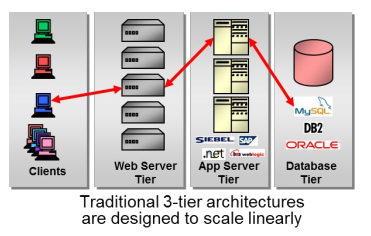 MySQL
DB2
ORACLE
SIEBEL SAP
.net weblogic
Clients
Web Server
Tier
App Server
Tier
Database
Tier
Traditional 3-tier architectures
are designed to scale linearly